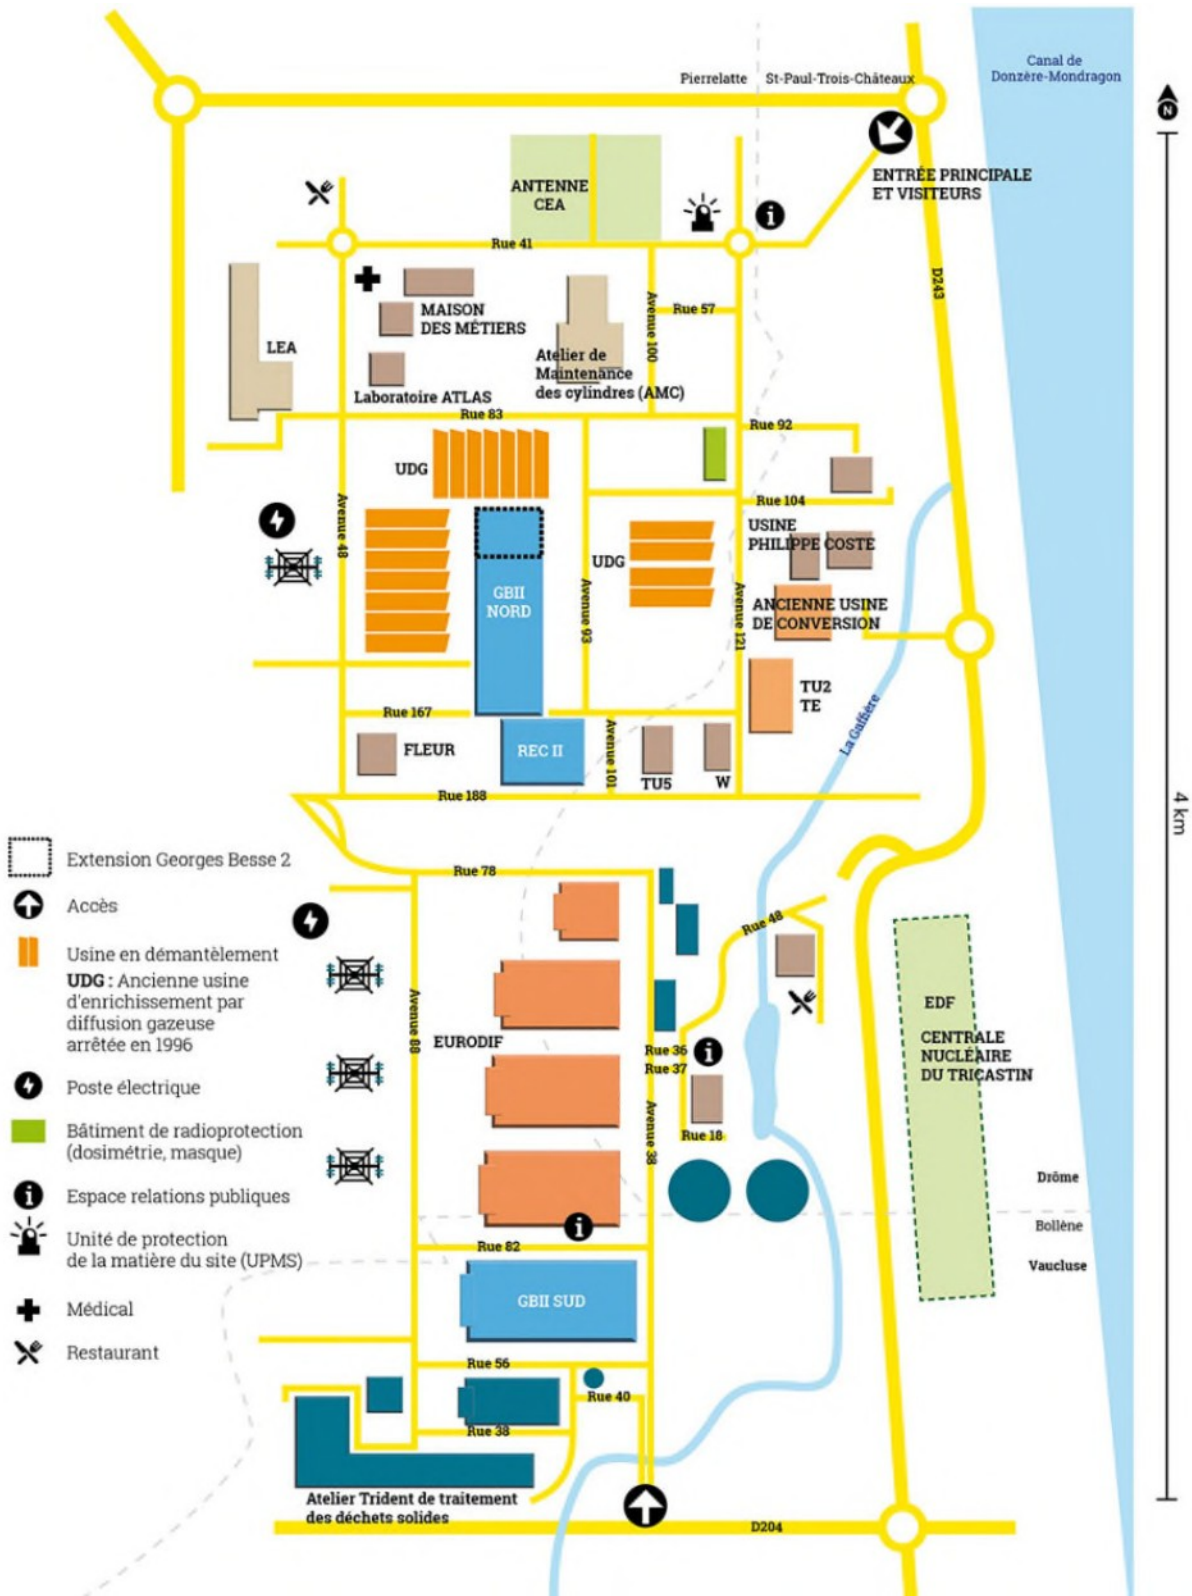 Canal de
Donzère-Mondragon
Pierrelatte
St-Paul-Trois-Châteaux
N
ENTRÉE PRINCIPALE
ET VISITEURS
ANTENNE
CEA
Rue 41
D243
MAISON
DES MÉTIERS
Avenue 100
Rue 57
LEA
Atelier de
Maintenance
des cylindres (AMC)
Laboratoire ATLAS
Rue 83
Rue 92
UDG
Avenue 48
Rue 104
USINE
PHILIPPE COSTE
UDG
GBII
NORD
Avenue 93
Avenue 121
ANCIENNE USINE
DE CONVERSION
TU2
TE
La Gaffière
Rue 167
FLEUR
REC II
Avenue 101
TU5
W
Rue 188
4 km
Extension Georges Besse 2
Accès
Usine en démantèlement
UDG : Ancienne usine
d'enrichissement par
diffusion gazeuse
arrêtée en 1996
Poste électrique
Bâtiment de radioprotection
(dosimétrie, masque)
Espace relations publiques
Unité de protection
de la matière du site (UPMS)
Médical
Restaurant
Rue 78
Rue 48
Avenue 88
EURODIF
Rue 36
Rue 37
Avenue 38
Rue 18
EDF
CENTRALE
NUCLÉAIRE
DU TRICASTIN
Drôme
Bollène
Vaucluse
Rue 82
GBII SUD
Rue 56
Rue 40
Rue 38
Atelier Trident de traitement
des déchets solides
D204